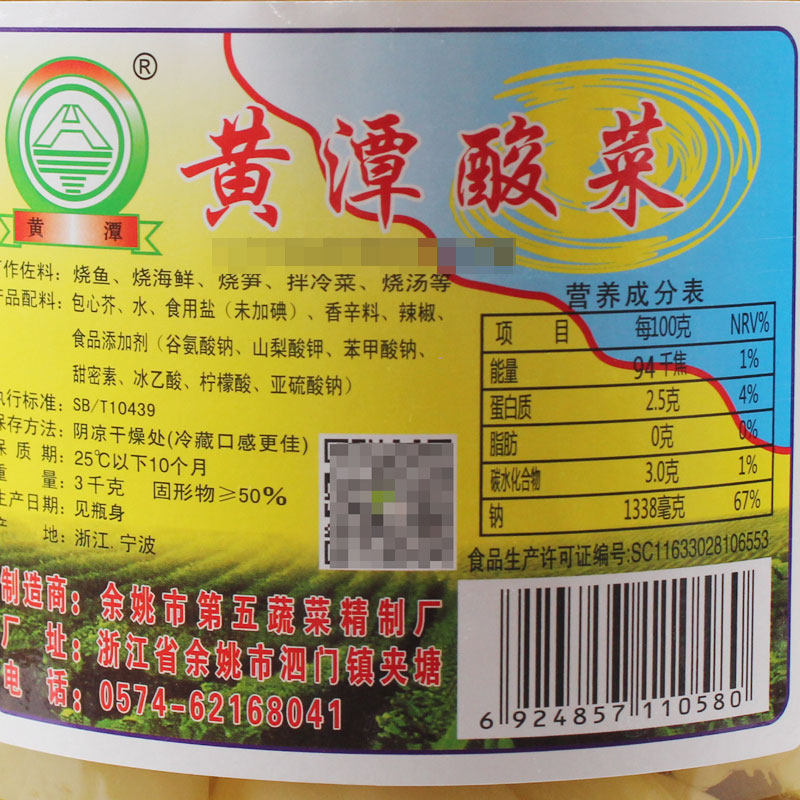 ®
黄潭酸菜
黄潭
作佐料：烧鱼、烧海鲜、烧笋、拌冷菜、烧汤等
产品配料：包心芥、水、食用盐（未加碘）、香辛料、辣椒、
食品添加剂（谷氨酸钠、山梨酸钾、苯甲酸钠、
甜密素、冰乙酸、柠檬酸、亚硫酸钠）
执行标准：SB/T10439
保存方法：阴凉干燥处(冷藏口感更佳)
保质期：25℃以下10个月
重量：3千克 固形物≥50%
生产日期：见瓶身
产地：浙江.宁波
制造商：余姚市第五蔬菜精制厂
厂址：浙江省余姚市泗门镇夹塘
电话：0574-62168041
营养成分表
项目 每100克 NRV%
能量 94千焦 1%
蛋白质 2.5克 4%
脂肪 0克 0%
碳水化合物 3.0克 1%
钠 1338毫克 67%
食品生产许可证编号:SC11633028106553
6 924857 110580